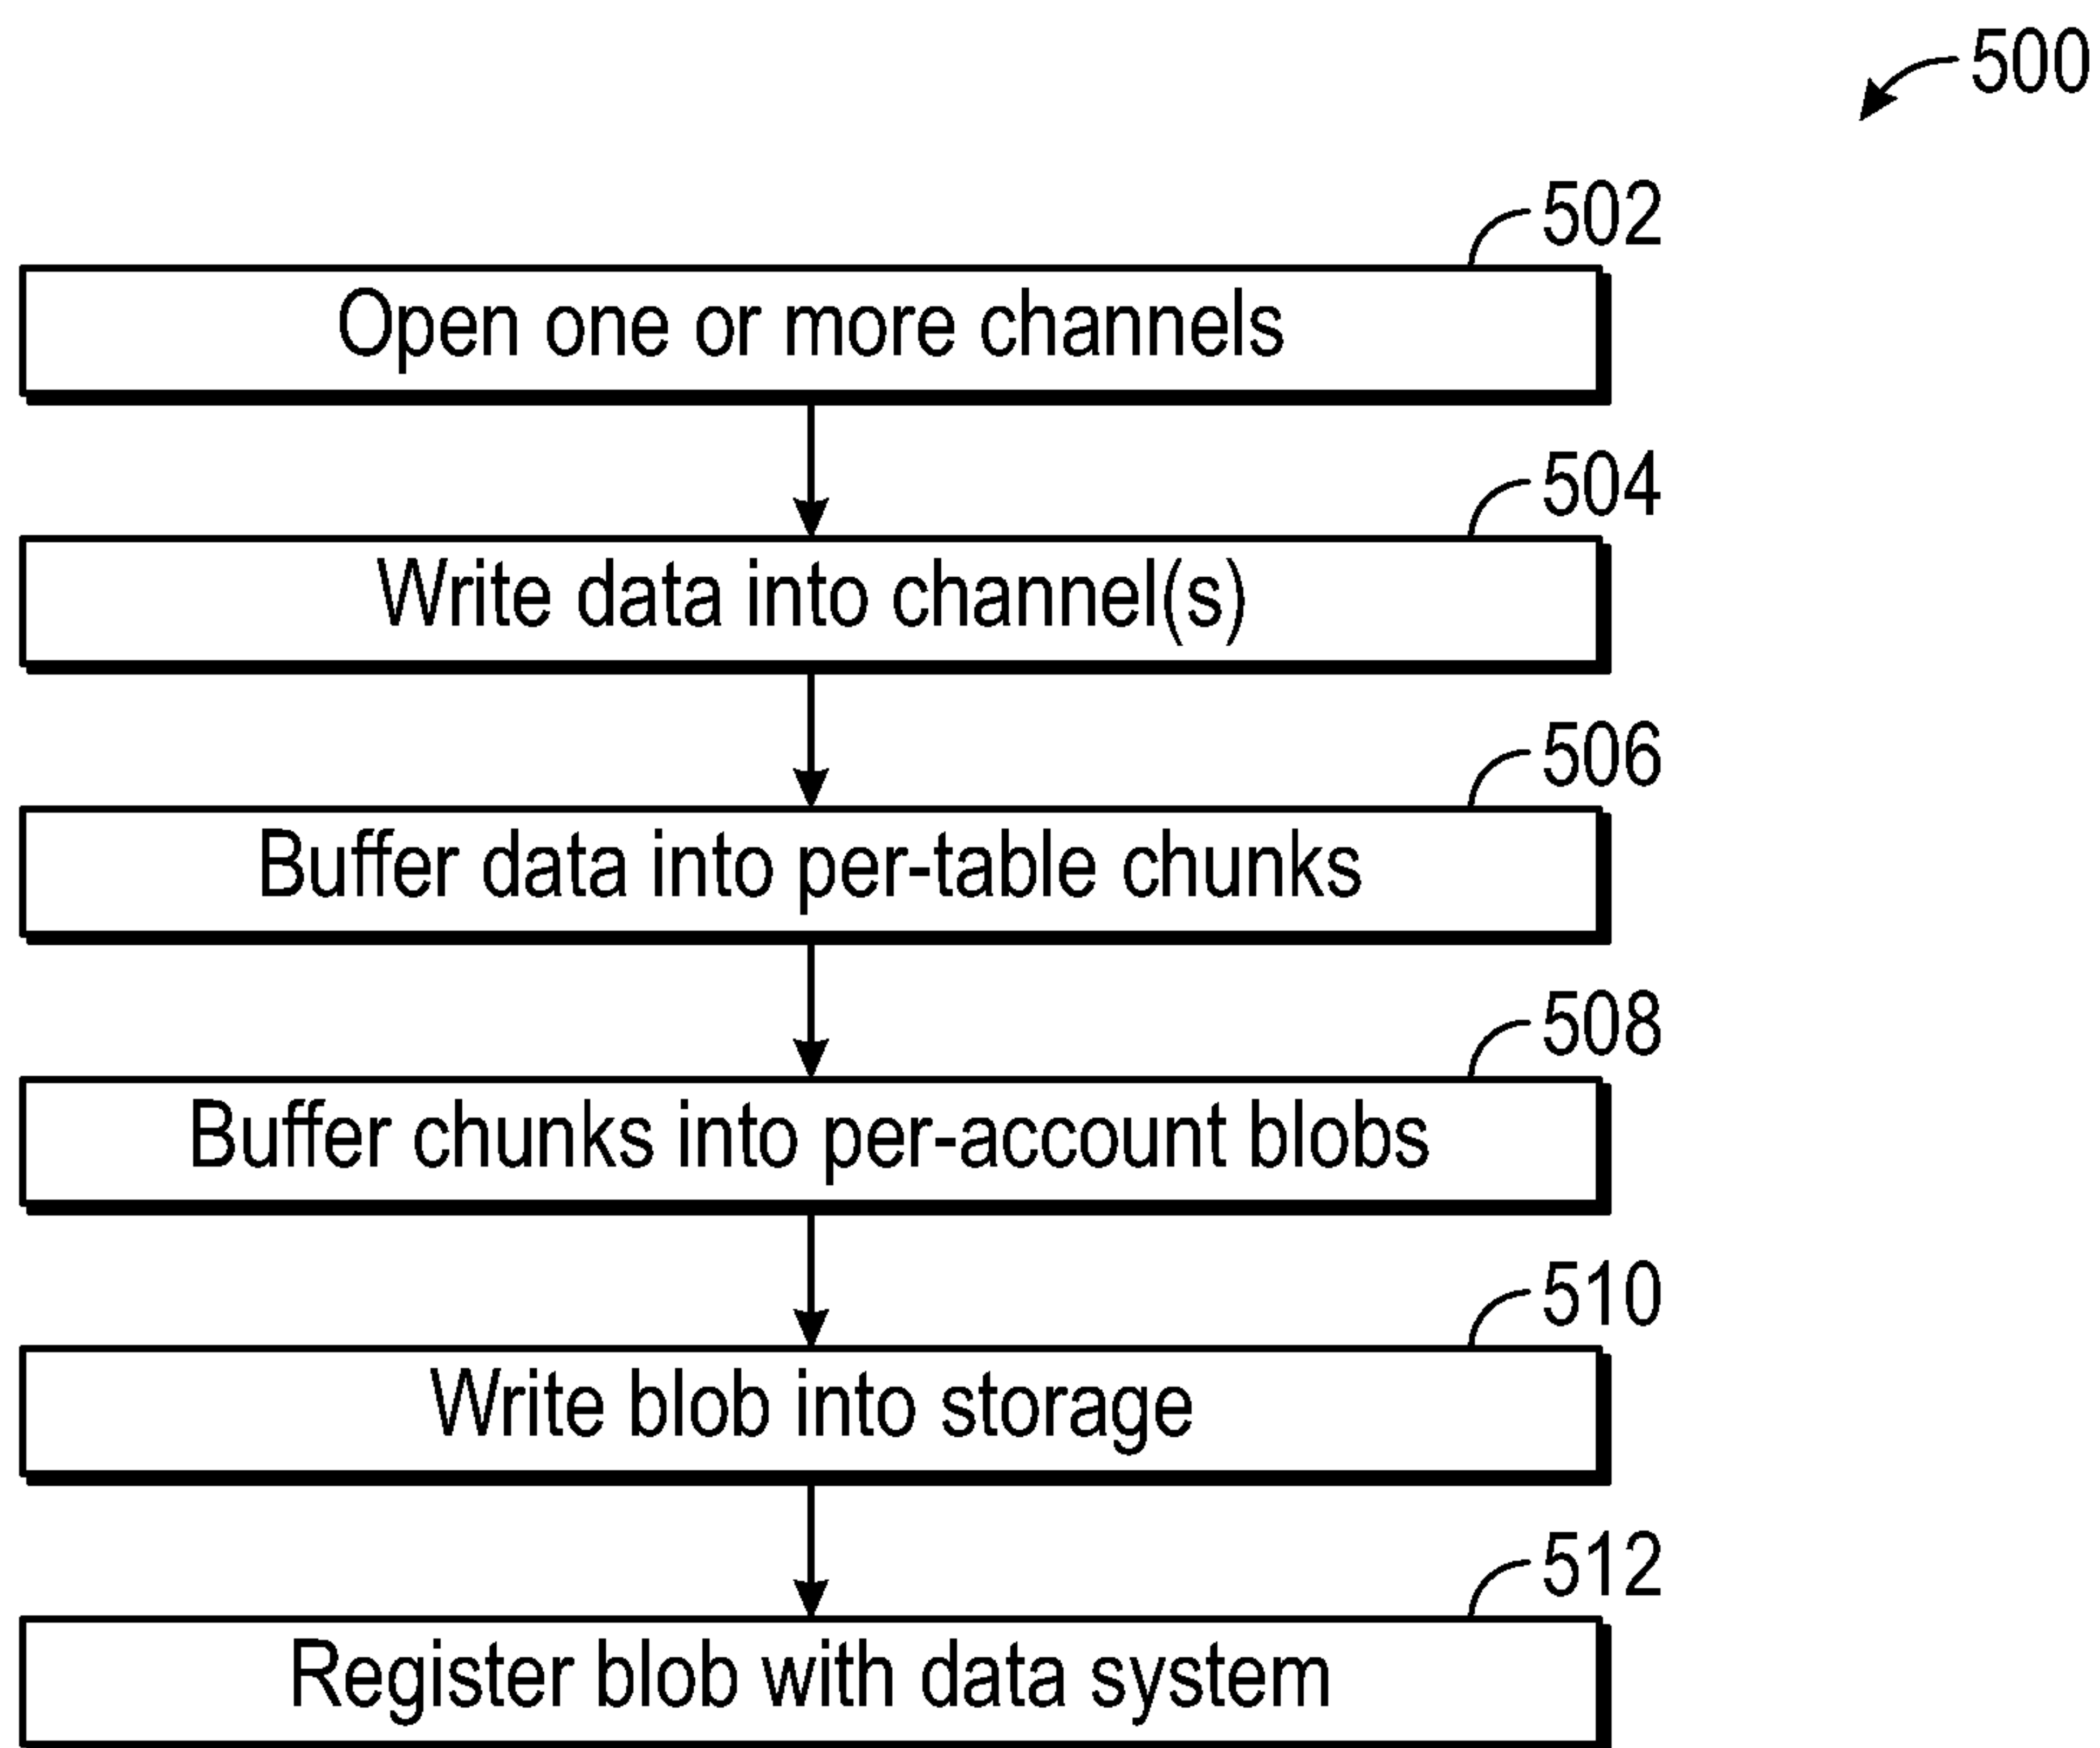 500
502
Open one or more channels
504
Write data into channel(s)
506
Buffer data into per-table chunks
508
Buffer chunks into per-account blobs
510
Write blob into storage
512
Register blob with data system